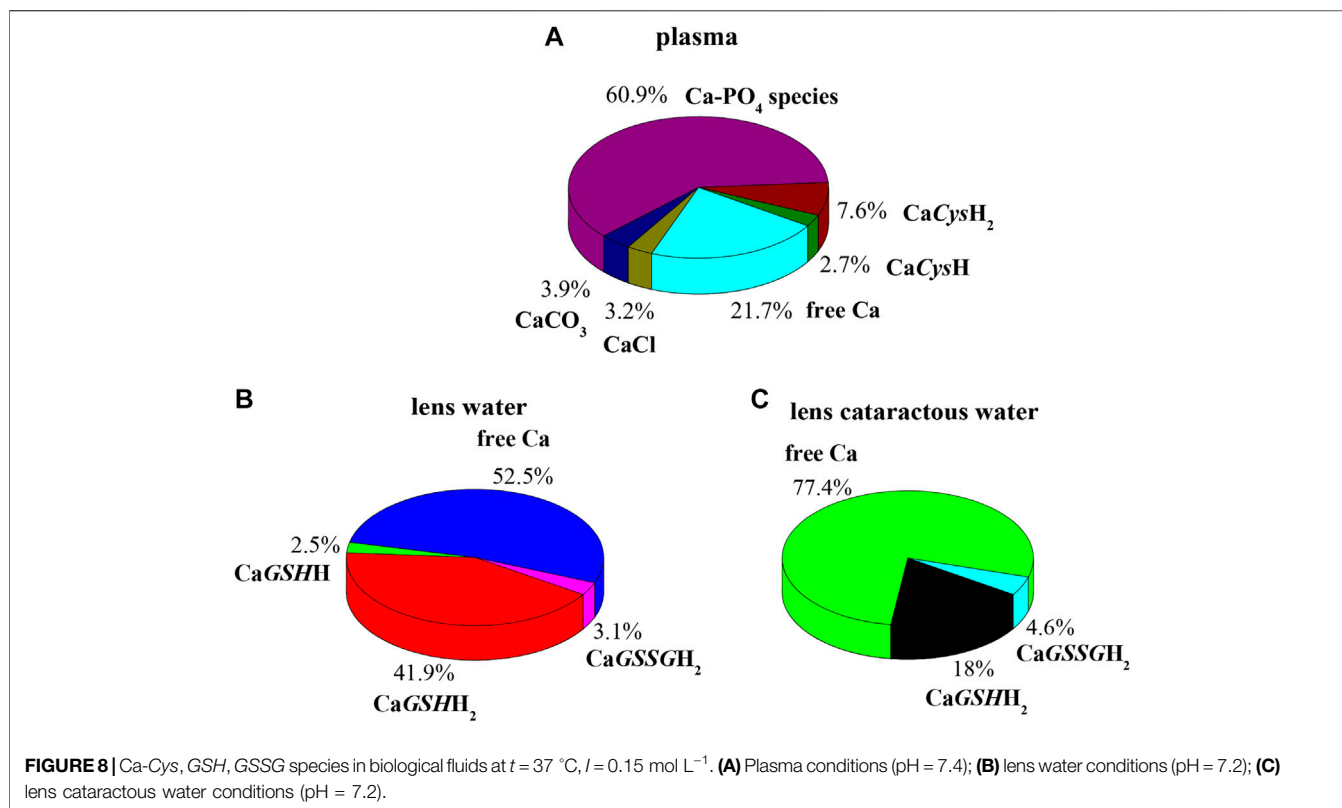 A plasma
60.9% Ca-PO₄ species
7.6% CaCysH₂
2.7% CaCysH
21.7% free Ca
3.2%
CaCl
3.9%
CaCO₃
B
lens water
free Ca
52.5%
2.5%
CaGSHH
3.1%
CaGSSGH₂
41.9%
CaGSHH₂
C
lens cataractous water
free Ca
77.4%
4.6%
CaGSSGH₂
18%
CaGSHH₂
FIGURE 8 | Ca-Cys, GSH, GSSG species in biological fluids at t = 37 °C, I = 0.15 mol L⁻¹. (A) Plasma conditions (pH = 7.4); (B) lens water conditions (pH = 7.2); (C)
lens cataractous water conditions (pH = 7.2).